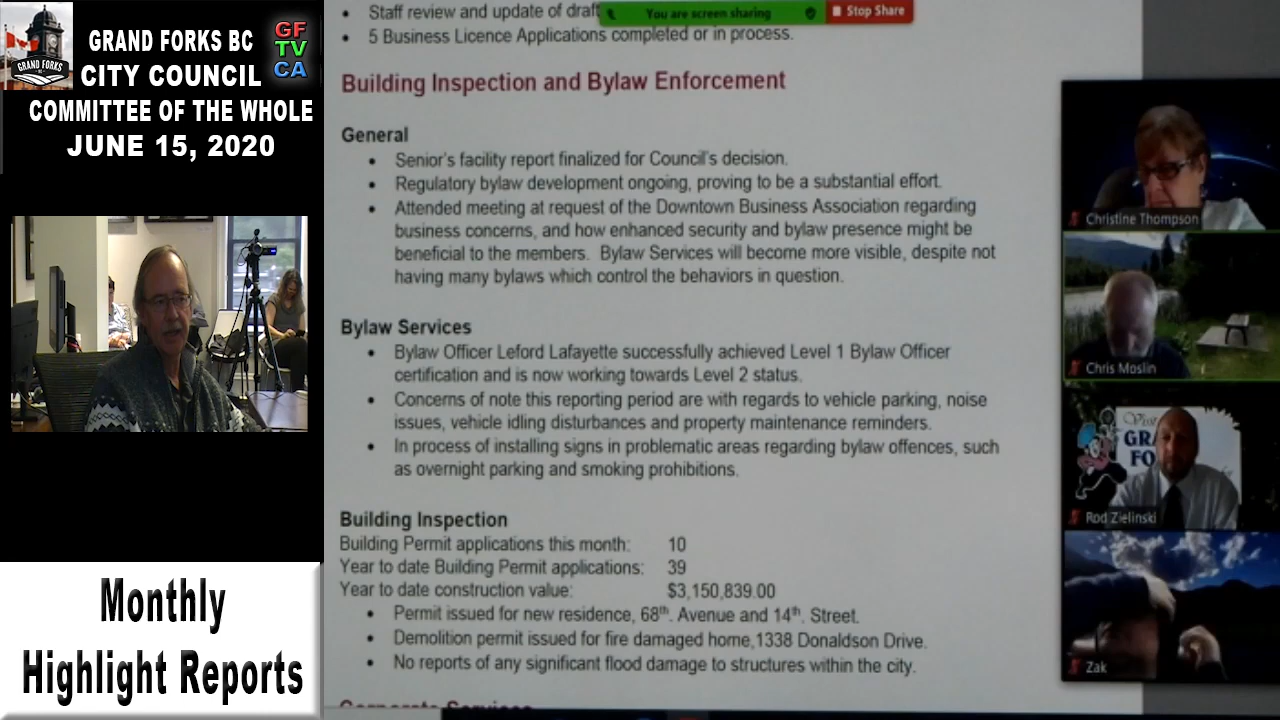 GRAND FORKS BC
CITY COUNCIL
COMMITTEE OF THE WHOLE
JUNE 15, 2020
GF
TV
CA
GRAND FORKS
Monthly
Highlight Reports
You are screen sharing
Stop Share
• Staff review and update of draft
• 5 Business Licence Applications completed or in process.
Building Inspection and Bylaw Enforcement
General
• Senior's facility report finalized for Council's decision.
• Regulatory bylaw development ongoing, proving to be a substantial effort.
• Attended meeting at request of the Downtown Business Association regarding
business concerns, and how enhanced security and bylaw presence might be
beneficial to the members. Bylaw Services will become more visible, despite not
having many bylaws which control the behaviors in question.
Bylaw Services
• Bylaw Officer Leford Lafayette successfully achieved Level 1 Bylaw Officer
certification and is now working towards Level 2 status.
• Concerns of note this reporting period are with regards to vehicle parking, noise
issues, vehicle idling disturbances and property maintenance reminders.
• In process of installing signs in problematic areas regarding bylaw offences, such
as overnight parking and smoking prohibitions.
Building Inspection
Building Permit applications this month: 10
Year to date Building Permit applications: 39
Year to date construction value: $3,150,839.00
• Permit issued for new residence, 68th. Avenue and 14th. Street.
• Demolition permit issued for fire damaged home,1338 Donaldson Drive.
• No reports of any significant flood damage to structures within the city.
Corporate Services
Christine Thompson
Chris Moslin
Visit
GRA
FO
Rod Zielinski
Zak